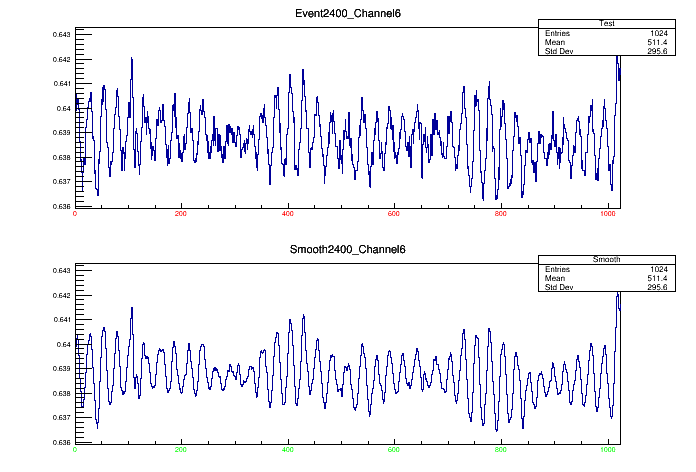 Event2400_Channel6
Test
Entries 1024
Mean 511.4
Std Dev 295.6
0.643
0.642
0.641
0.64
0.639
0.638
0.637
0.636
0 200 400 600 800 1000
Smooth2400_Channel6
Smooth
Entries 1024
Mean 511.4
Std Dev 295.6
0.643
0.642
0.641
0.64
0.639
0.638
0.637
0.636
0 200 400 600 800 1000